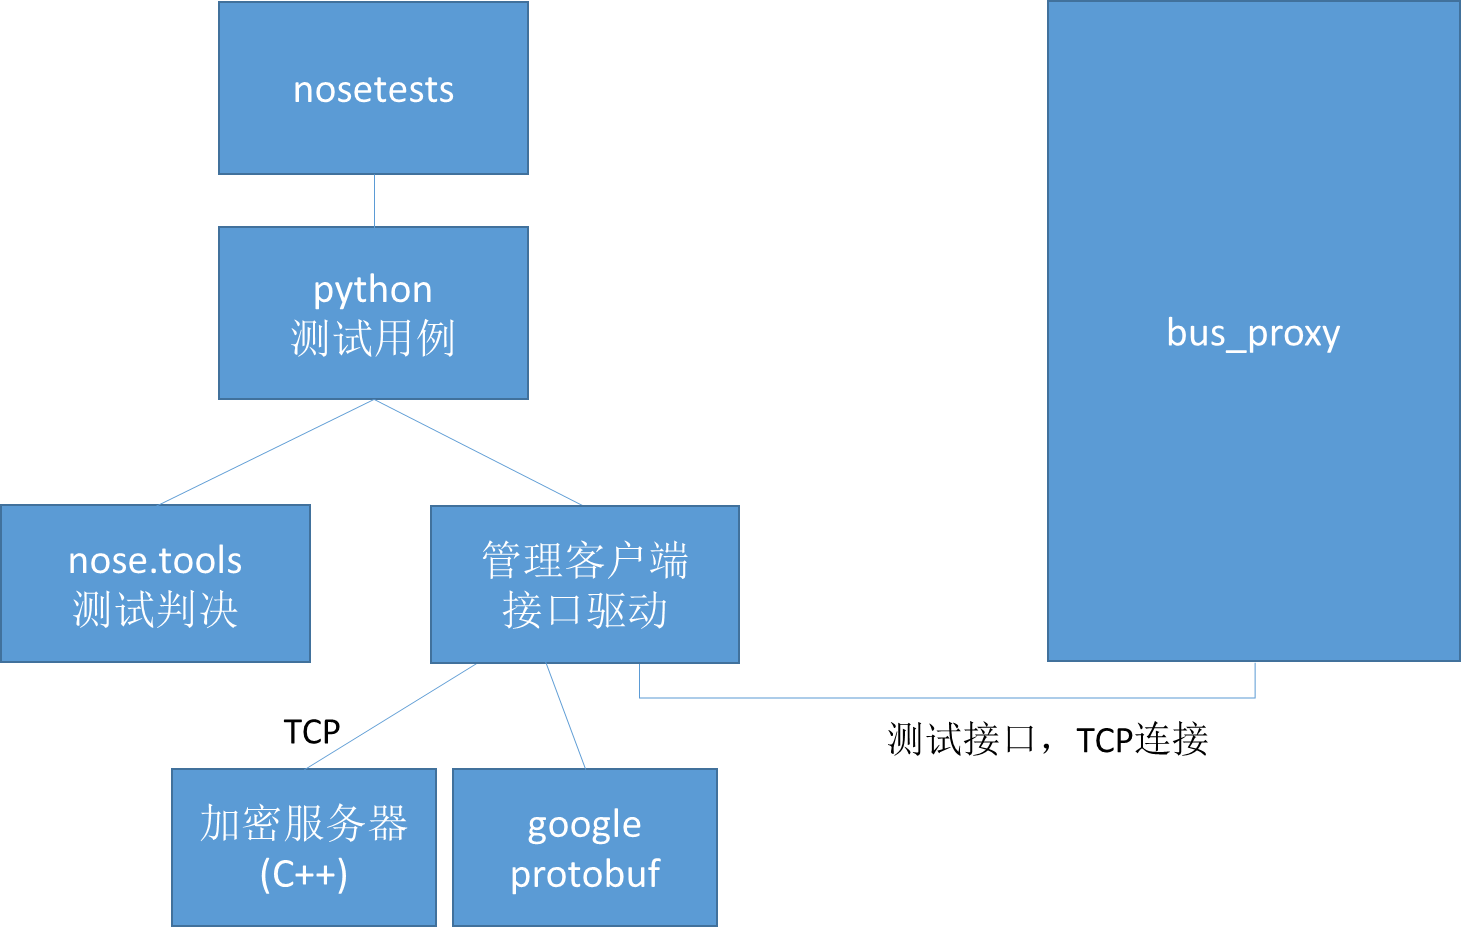 nosetests
python
测试用例
bus_proxy
nose.tools
测试判决
管理客户端
接口驱动
TCP
测试接口，TCP连接
加密服务器
(C++)
google
protobuf